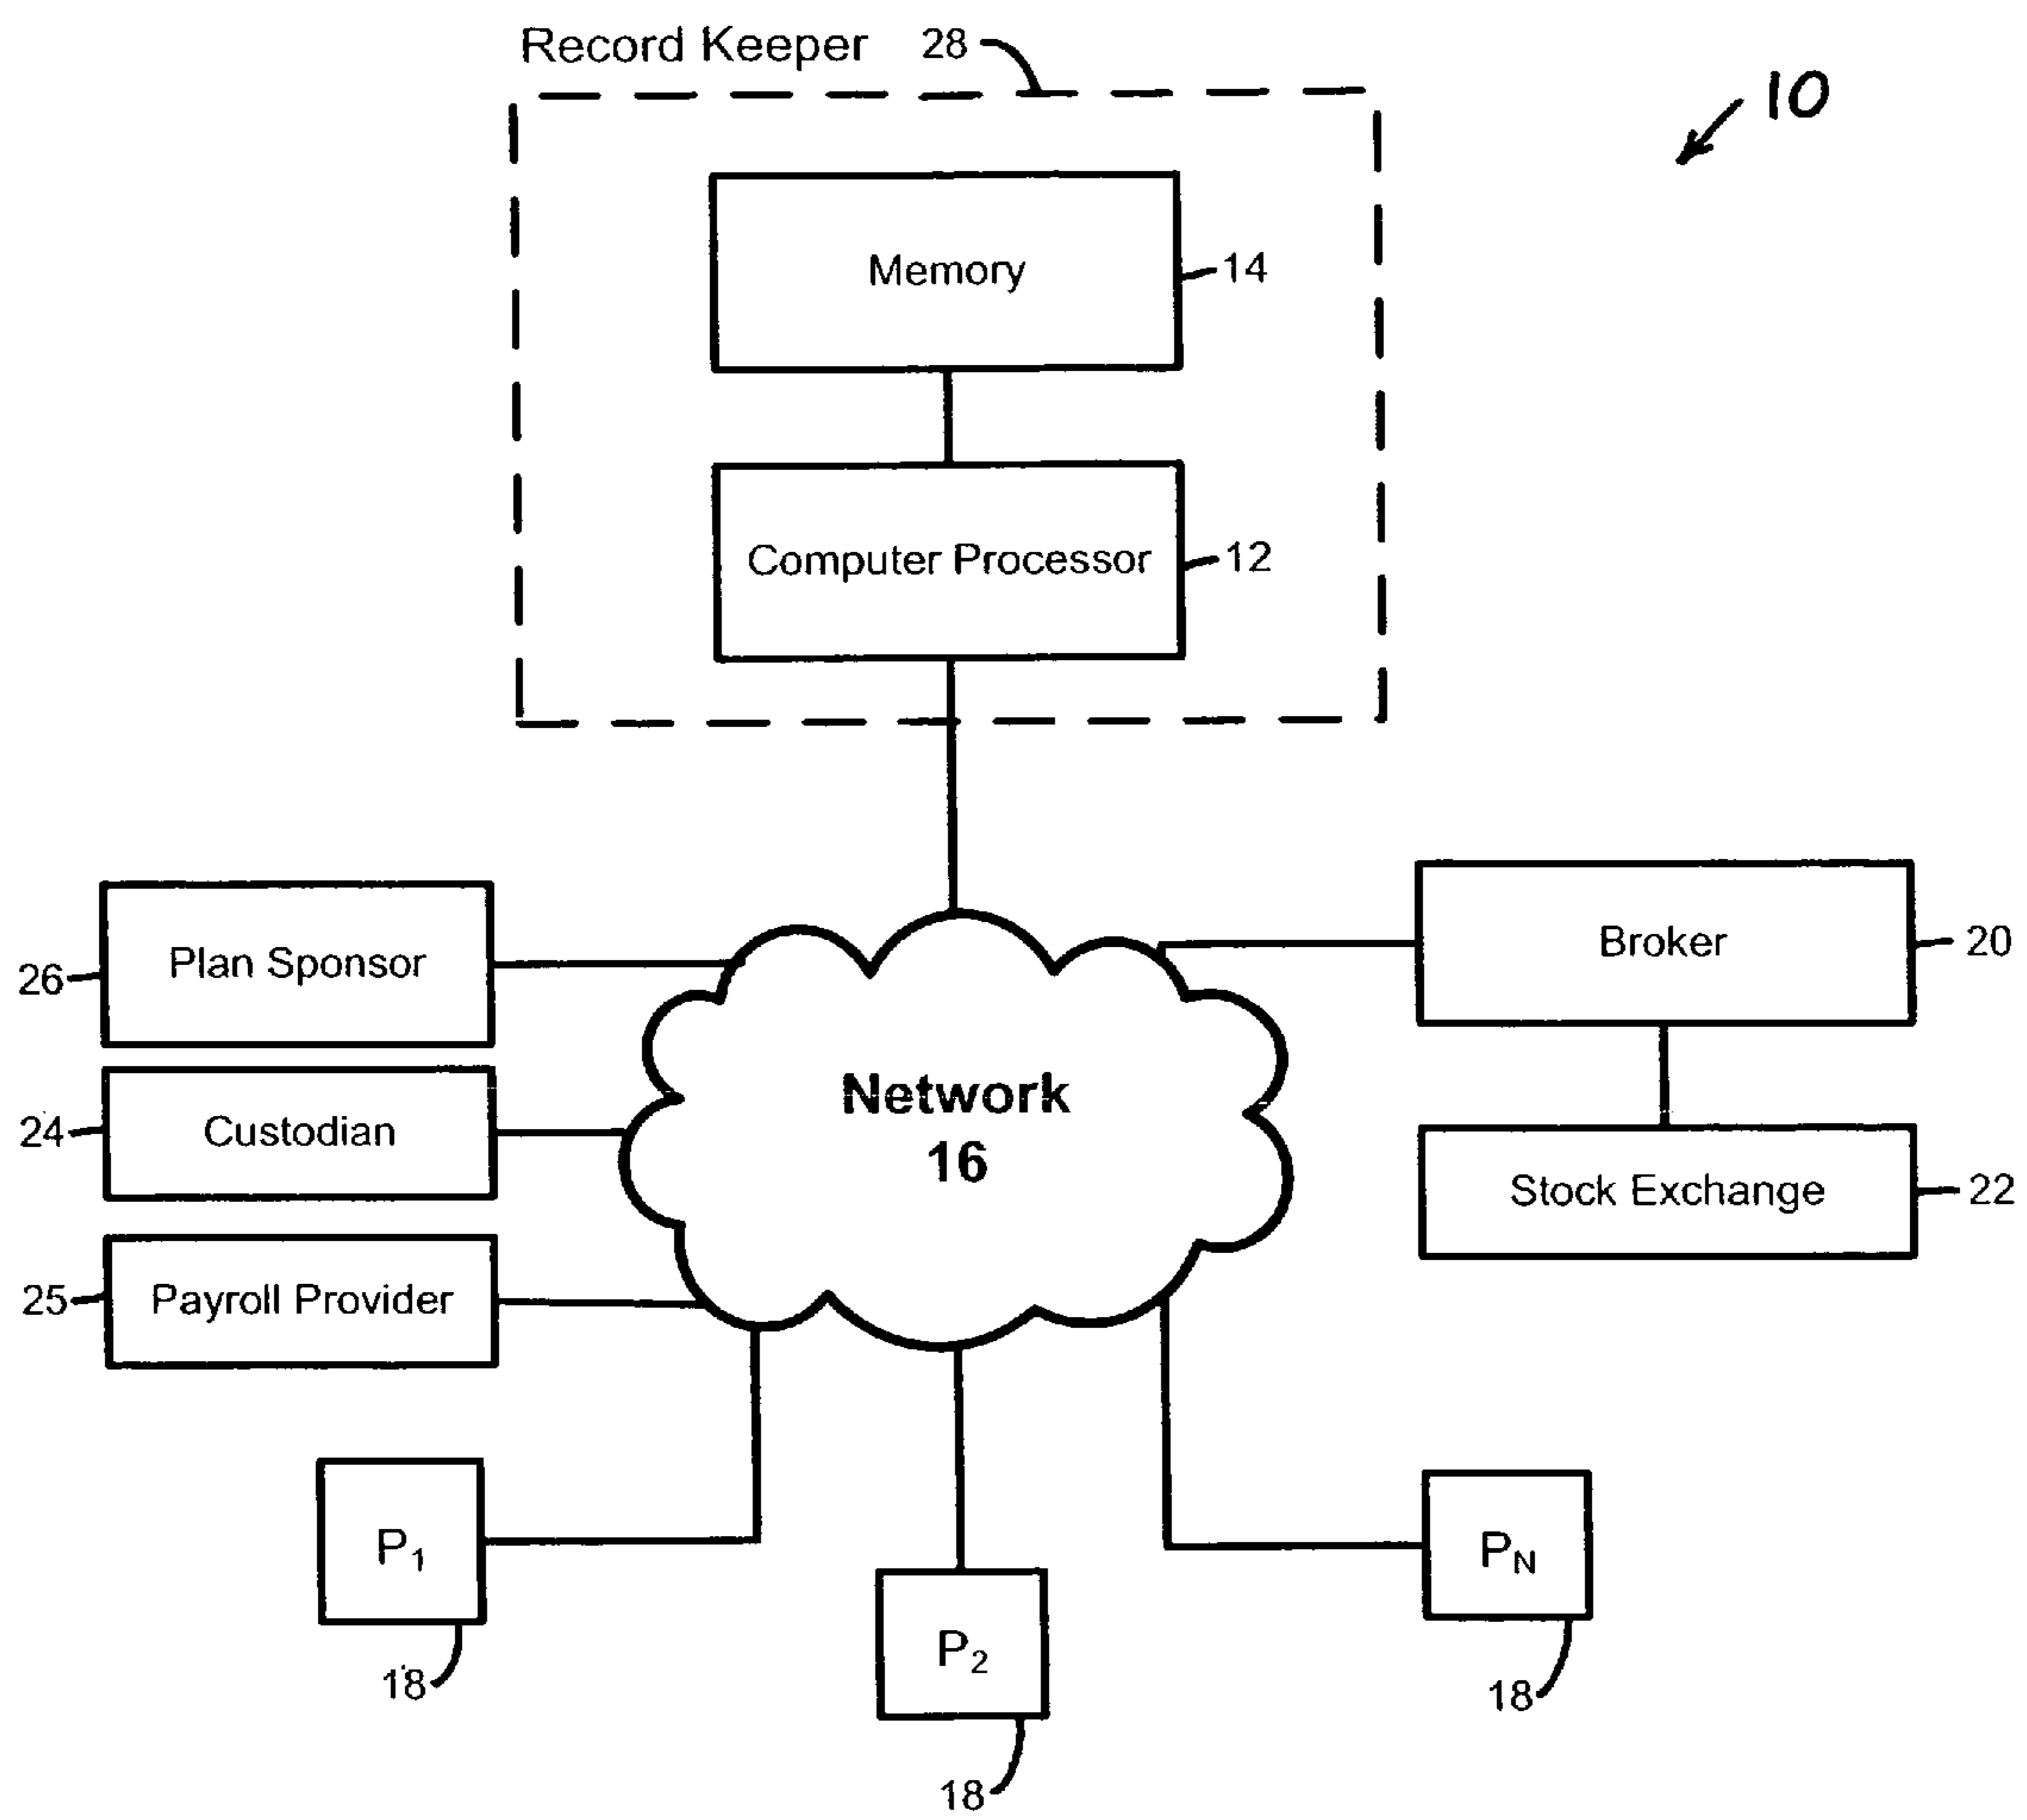 Record Keeper 28
10
Memory
14
Computer Processor
12
Plan Sponsor
26
Broker
20
Network
16
Custodian
24
Stock Exchange
22
Payroll Provider
25
P1
18
P2
18
PN
18